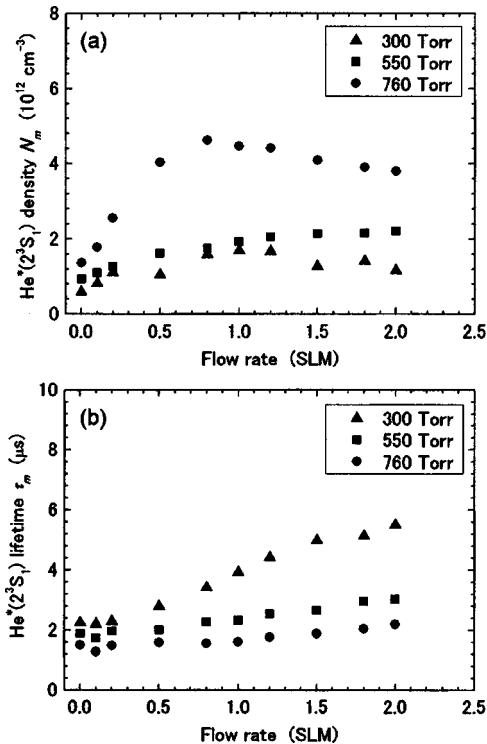 (a)
▲ 300 Torr
■ 550 Torr
● 760 Torr
He*(2³S₁) density Nₘ (10¹² cm⁻³)
8
6
4
2
0
0.0 0.5 1.0 1.5 2.0 2.5
Flow rate (SLM)
(b)
▲ 300 Torr
■ 550 Torr
● 760 Torr
He*(2³S₁) lifetime τₘ (μs)
10
8
6
4
2
0
0.0 0.5 1.0 1.5 2.0 2.5
Flow rate (SLM)